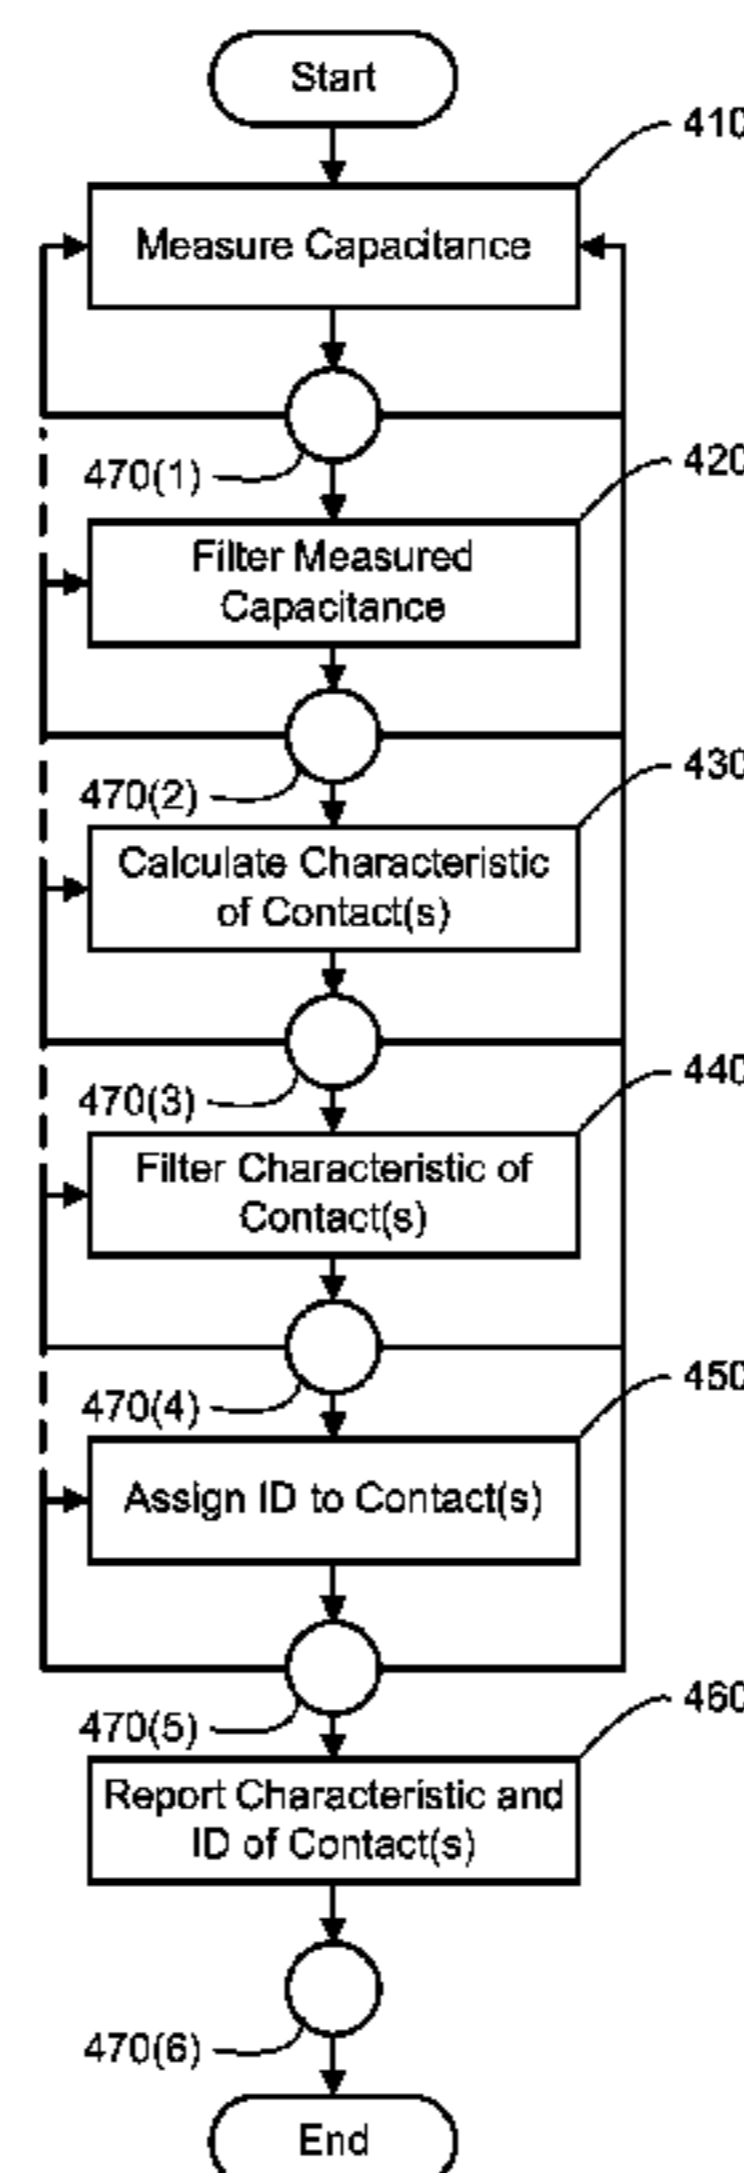 Start
410
Measure Capacitance
470(1)
420
Filter Measured
Capacitance
470(2)
430
Calculate Characteristic
of Contact(s)
470(3)
440
Filter Characteristic of
Contact(s)
470(4)
450
Assign ID to Contact(s)
470(5)
460
Report Characteristic and
ID of Contact(s)
470(6)
End